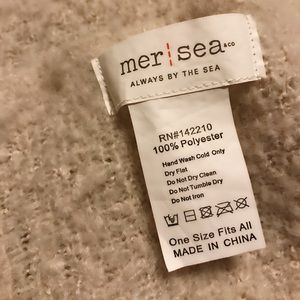 mer|sea &co
ALWAYS BY THE SEA
RN#142210
100% Polyester
Hand Wash Cold Only
Dry Flat
Do Not Dry Clean
Do Not Tumble Dry
Do Not Iron
One Size Fits All
MADE IN CHINA